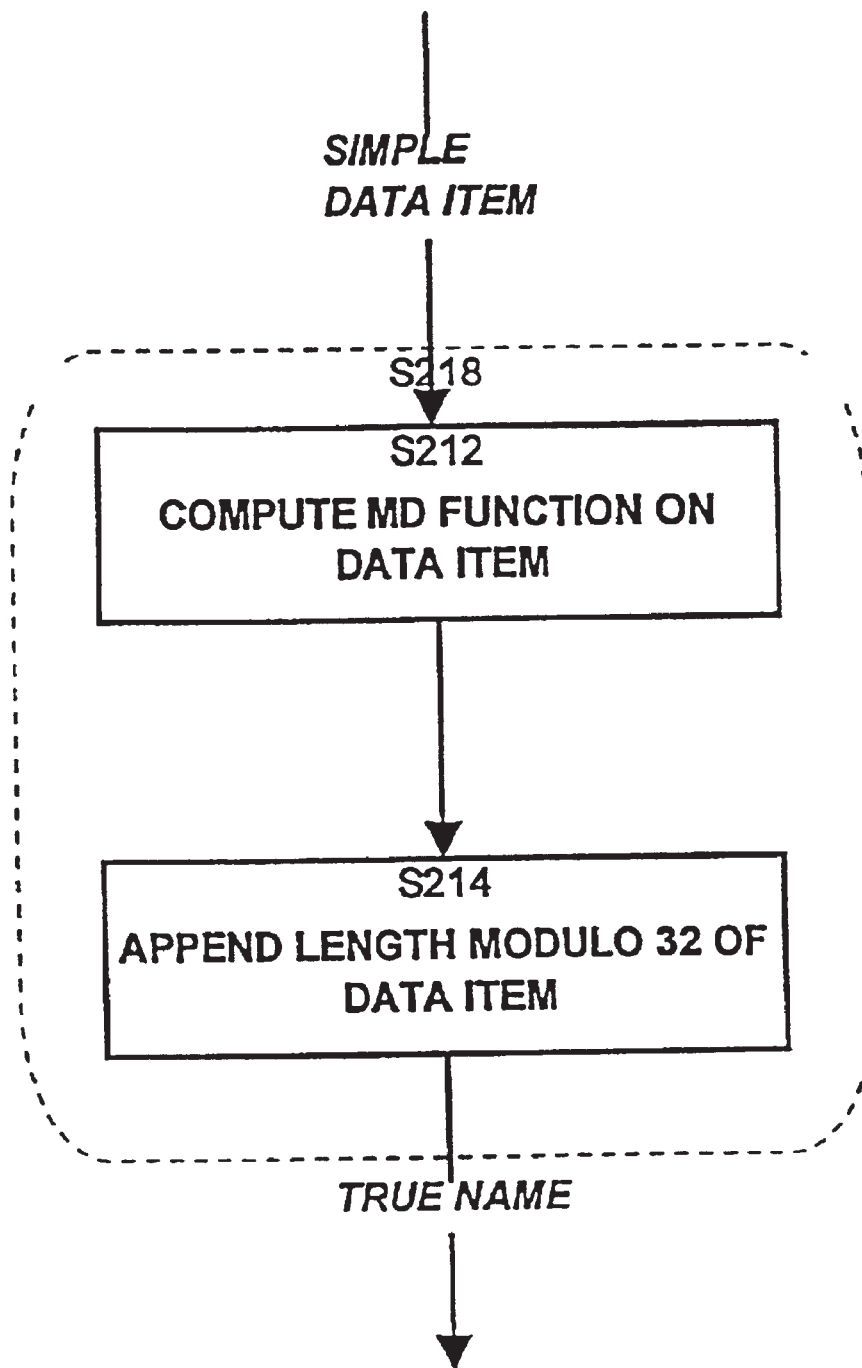 SIMPLE
DATA ITEM
S218
S212
COMPUTE MD FUNCTION ON
DATA ITEM
S214
APPEND LENGTH MODULO 32 OF
DATA ITEM
TRUE NAME